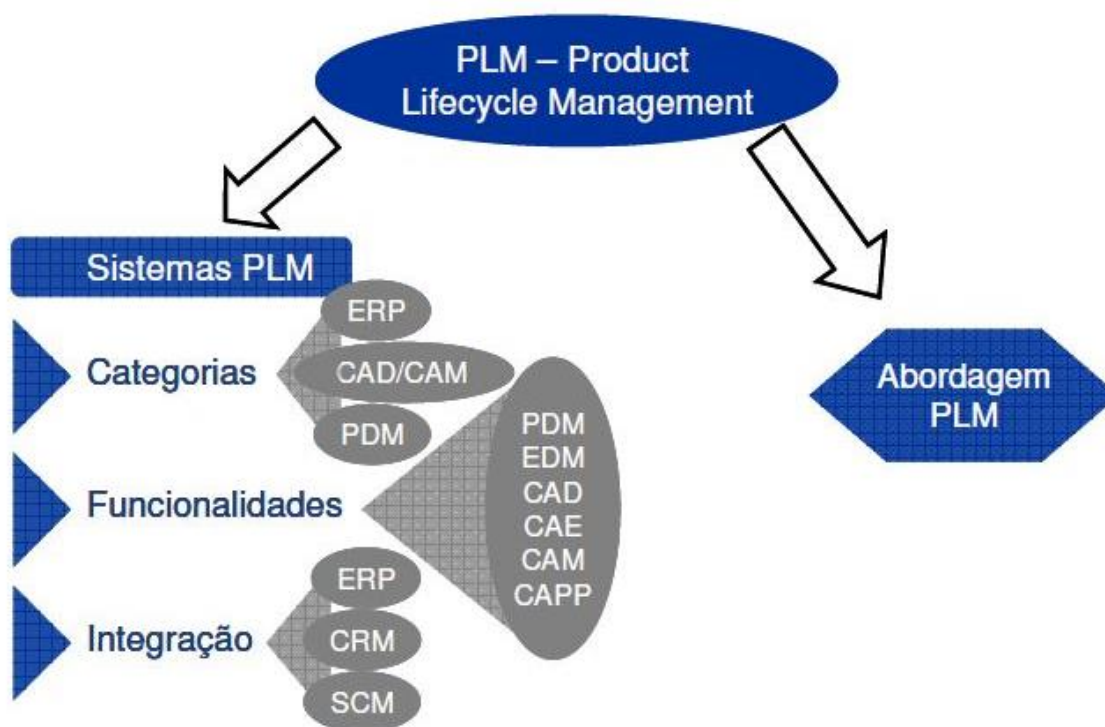 PLM – Product
Lifecycle Management
Sistemas PLM
Categorias
ERP
CAD/CAM
PDM
Funcionalidades
PDM
EDM
CAD
CAE
CAM
CAPP
Integração
ERP
CRM
SCM
Abordagem
PLM